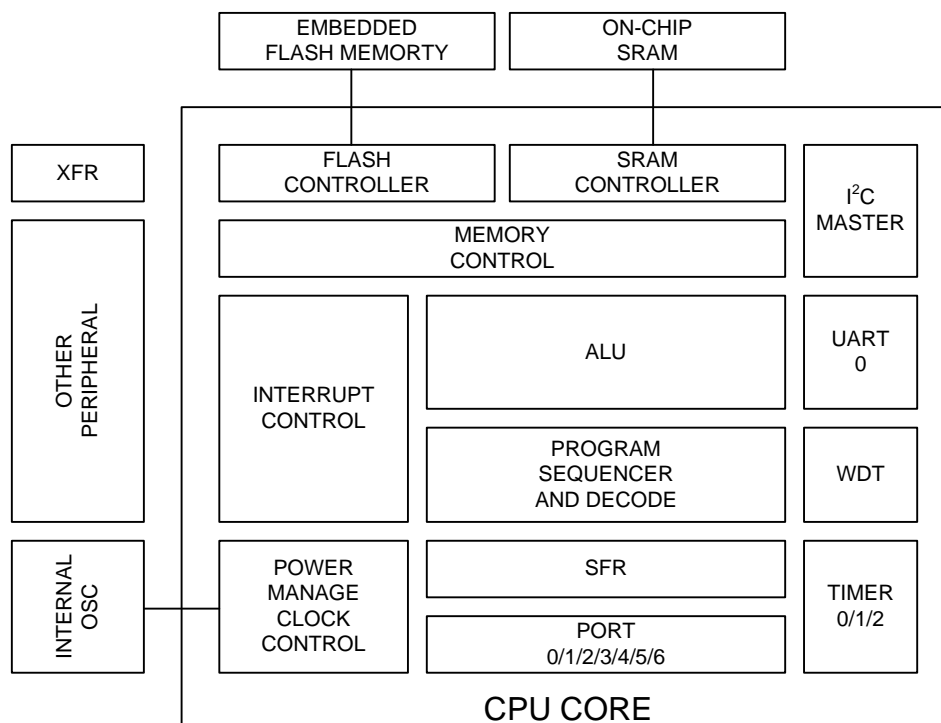 EMBEDDED
FLASH MEMORTY
ON-CHIP
SRAM
XFR
FLASH
CONTROLLER
SRAM
CONTROLLER
I²C
MASTER
MEMORY
CONTROL
OTHER
PERIPHERAL
INTERRUPT
CONTROL
ALU
UART
0
PROGRAM
SEQUENCER
AND DECODE
WDT
INTERNAL
OSC
POWER
MANAGE
CLOCK
CONTROL
SFR
TIMER
0/1/2
PORT
0/1/2/3/4/5/6
CPU CORE